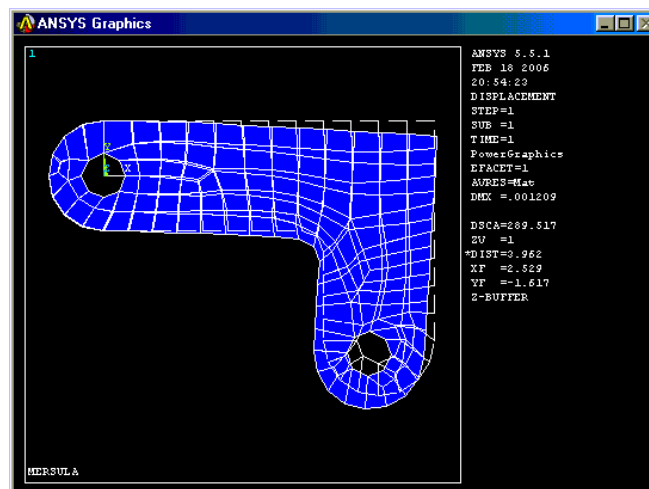 ANSYS Graphics
1
ANSYS 5.5.1
FEB 18 2006
20:54:23
DISPLACEMENT
STEP=1
SUB =1
TIME=1
PowerGraphics
EFACET=1
AVRES=Mat
DMX =.001209
DSCA=289.517
ZV =1
*DIST=3.962
XF =2.529
YF =-1.617
Z-BUFFER
Y
Z X
MERSULA